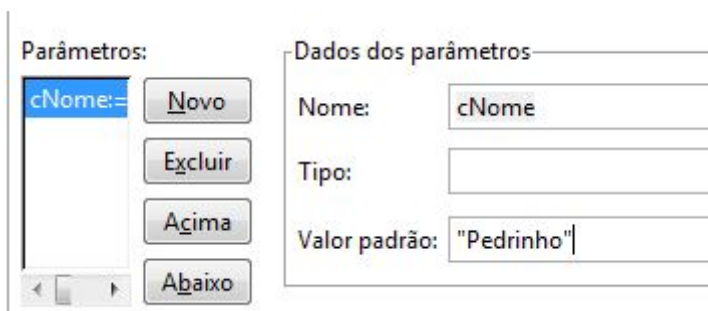 Parâmetros:
cNome:=
Novo
Excluir
Acima
Abaixo
Dados dos parâmetros
Nome: cNome
Tipo:
Valor padrão: "Pedrinho"